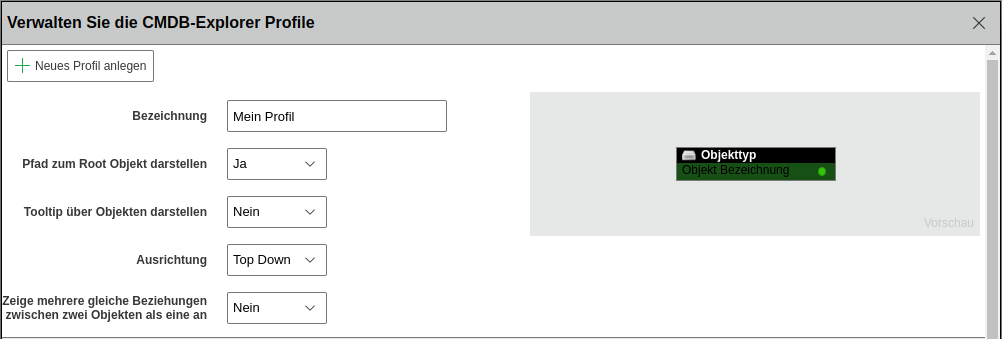 Verwalten Sie die CMDB-Explorer Profile
Neues Profil anlegen
Bezeichnung
Mein Profil
Pfad zum Root Objekt darstellen
Ja
Tooltip über Objekten darstellen
Nein
Ausrichtung
Top Down
Zeige mehrere gleiche Beziehungen
zwischen zwei Objekten als eine an
Nein
Objekttyp
Objekt Bezeichnung
Vorschau